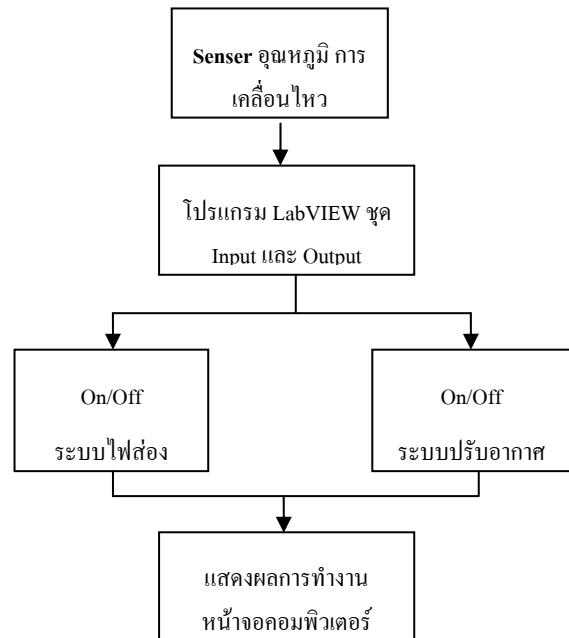 Senser อุณหภูมิ การ
เคลื่อนไหว
โปรแกรม LabVIEW ชุด
Input และ Output
On/Off
ระบบไฟส่อง
On/Off
ระบบปรับอากาศ
แสดงผลการทำงาน
หน้าจอคอมพิวเตอร์